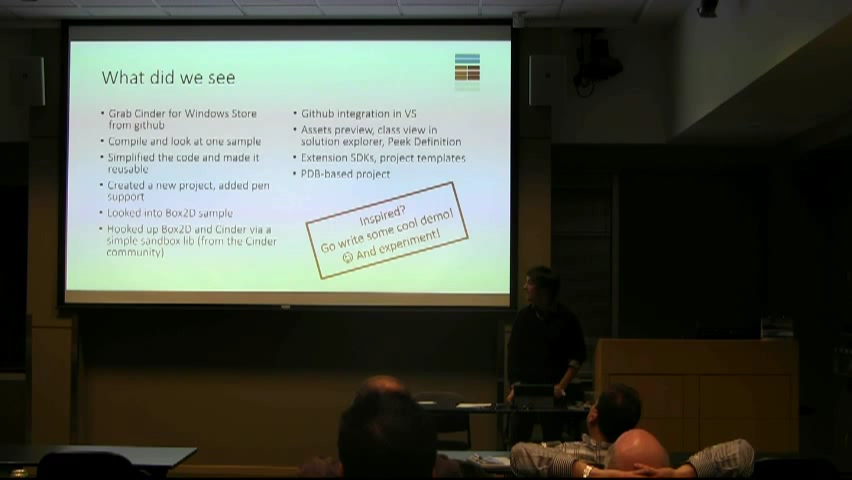 What did we see
• Grab Cinder for Windows Store
from github
• Compile and look at one sample
• Simplified the code and made it
reusable
• Created a new project, added pen
support
• Looked into Box2D sample
• Hooked up Box2D and Cinder via a
simple sandbox lib (from the Cinder
community)
• Github integration in VS
• Assets preview, class view in
solution explorer, Peek Definition
• Extension SDKs, project templates
• PDB-based project
Inspired?
Go write some cool demo!
☺ And experiment!